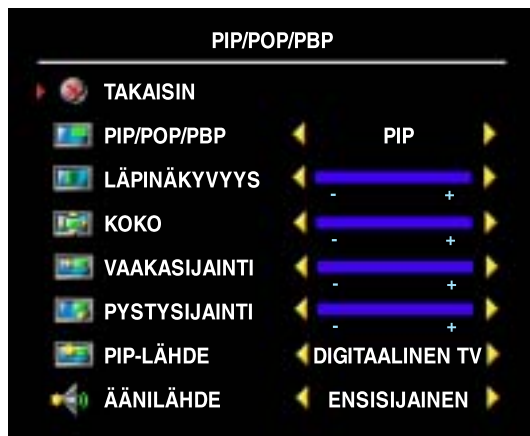 PIP/POP/PBP
TAKAISIN
PIP/POP/PBP PIP
LÄPINÄKYVYYS
- +
KOKO
- +
VAAKASIJAINTI
- +
PYSTYSIJAINTI
- +
PIP-LÄHDE DIGITAALINEN TV
ÄÄNILÄHDE ENSISIJAINEN